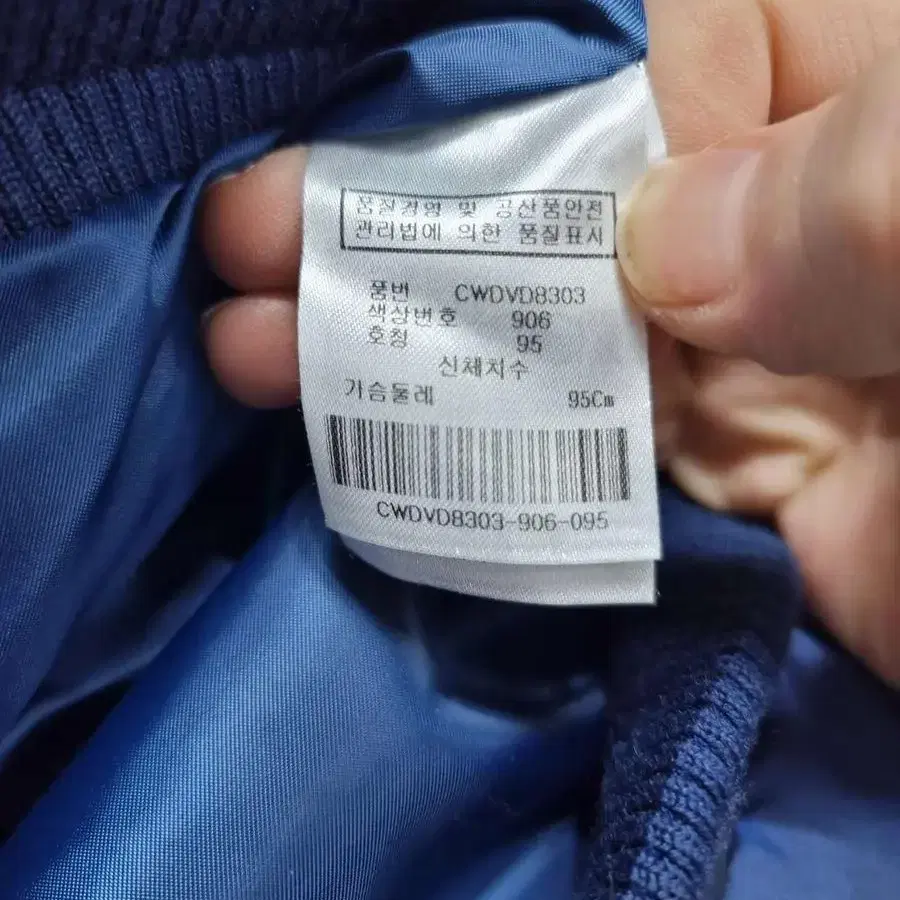 품질경영 및 공산품안전
관리법에 의한 품질표시
품번 CWDVD8303
색상번호 906
호칭 95
신체치수
가슴둘레 95Cm
CWDVD8303-906-095